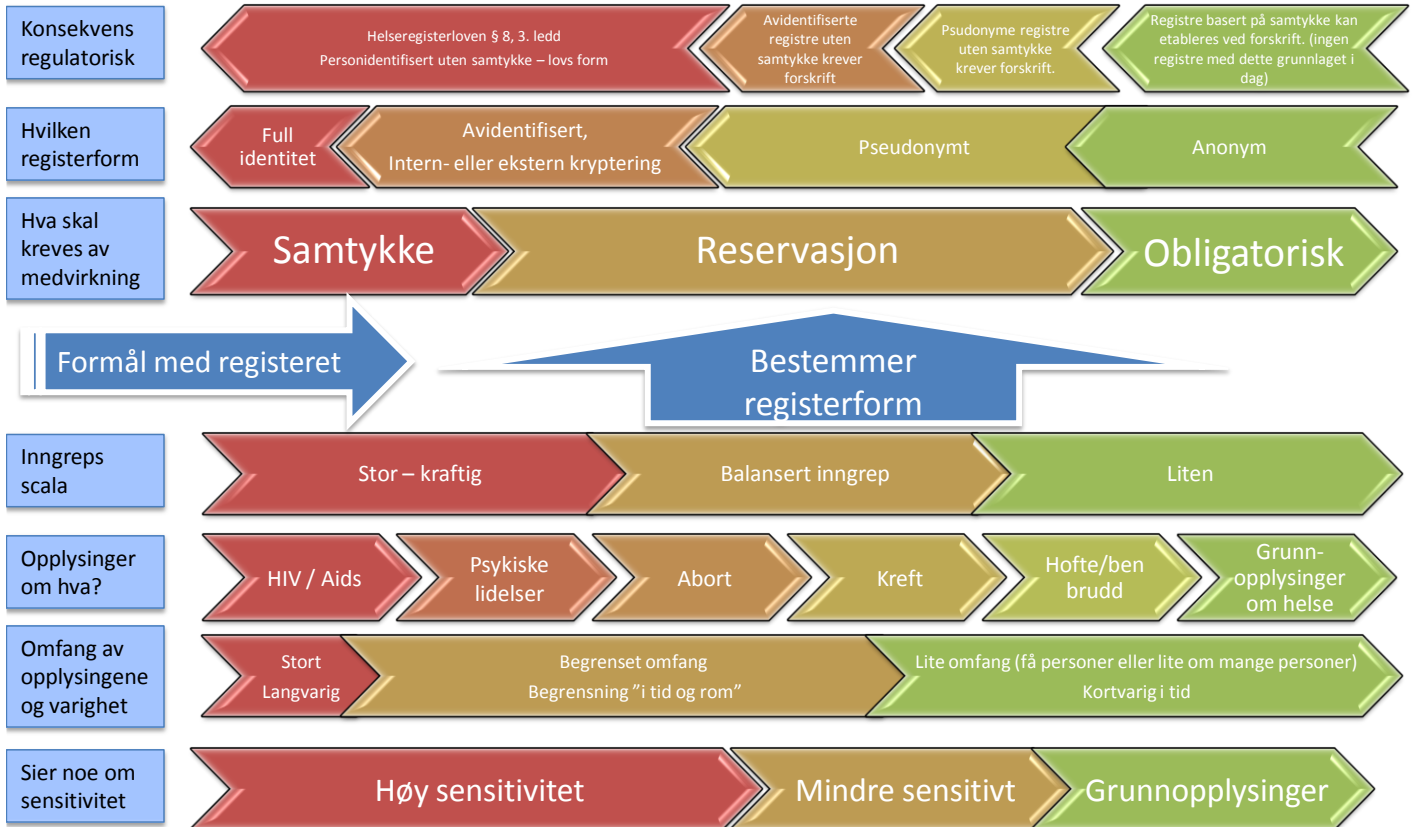 Konsekvens
regulatorisk
Helseregisterloven § 8, 3. ledd
Personidentifisert uten samtykke – lovs form
Avidentifiserte
registre uten
samtykke krever
forskrift
Psudonyme registre
uten samtykke
krever forskrift.
Registre basert på samtykke kan
etableres ved forskrift. (ingen
registre med dette grunnlaget i
dag)
Hvilken
registerform
Full
identitet
Avidentifisert,
Intern- eller ekstern kryptering
Pseudonymt
Anonym
Hva skal
kreves av
medvirkning
Samtykke
Reservasjon
Obligatorisk
Formål med registeret
Bestemmer
registerform
Inngreps
scala
Stor – kraftig
Balansert inngrep
Liten
Opplysinger
om hva?
HIV / Aids
Psykiske
lidelser
Abort
Kreft
Hofte/ben
brudd
Grunn-
opplysinger
om helse
Omfang av
opplysingene
og varighet
Stort
Langvarig
Begrenset omfang
Begrensning ”i tid og rom”
Lite omfang (få personer eller lite om mange personer)
Kortvarig i tid
Sier noe om
sensitivitet
Høy sensitivitet
Mindre sensitivt
Grunnopplysinger